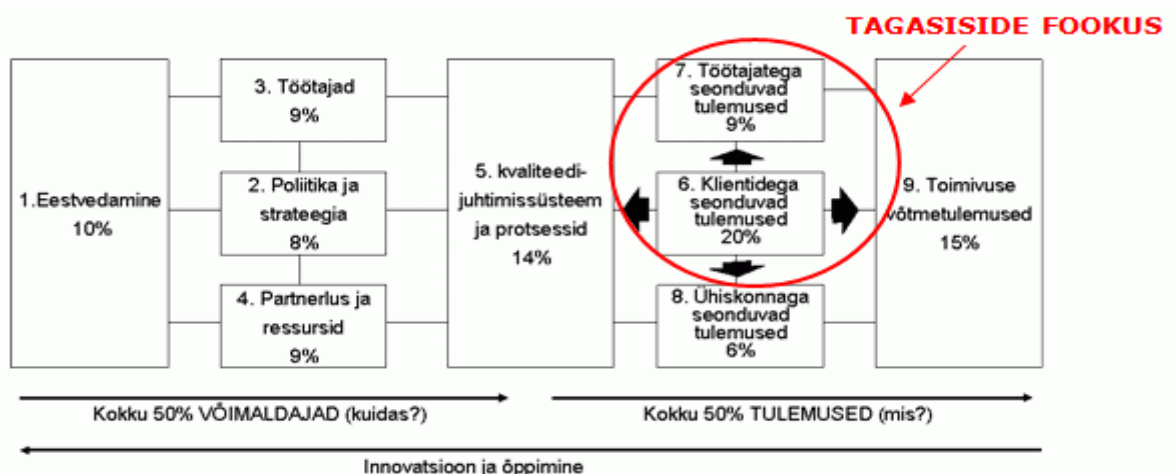 TAGASISIDE FOOKUS
1.Eestvedamine
10%
3. Töötajad
9%
2. Poliitika ja
strateegia
8%
4. Partnerlus ja
ressursid
9%
5. kvaliteedi-
juhtimissüsteem
ja protsessid
14%
7. Töötajatega
seonduvad
tulemused
9%
6. Klientidega
seonduvad
tulemused
20%
8. Ühiskonnaga
seonduvad
tulemused
6%
9. Toimivuse
võtmetulemused
15%
Kokku 50% VÕIMALDAJAD (kuidas?)
Kokku 50% TULEMUSED (mis?)
Innovatsioon ja õppimine